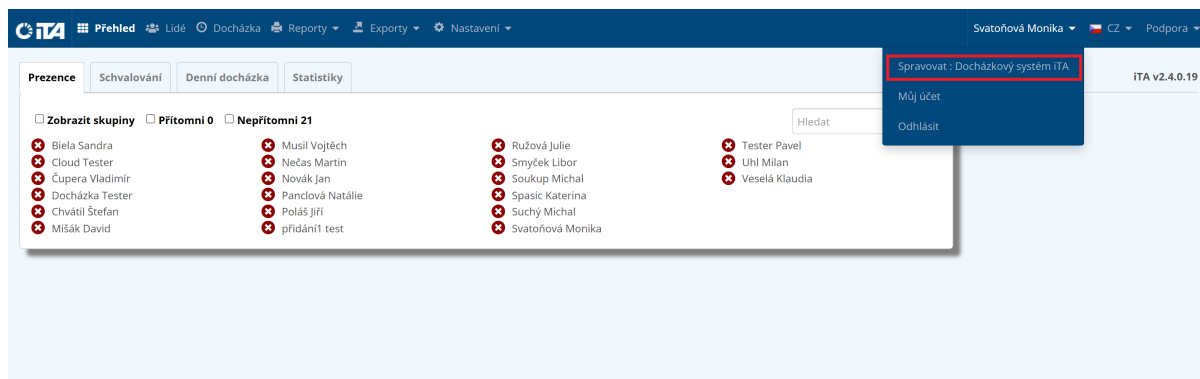 iTA Přehled Lidé Docházka Reporty Exporty Nastavení Svatoňová Monika CZ Podpora
Spravovat : Docházkový systém iTA
Můj účet
Odhlásit
Prezence Schvalování Denní docházka Statistiky iTA v2.4.0.19
Zobrazit skupiny Přítomni 0 Nepřítomni 21 Hledat
Biela Sandra Musil Vojtěch Ružová Julie Tester Pavel
Cloud Tester Nečas Martin Smyček Libor Uhl Milan
Čupera Vladimír Novák Jan Soukup Michal Veselá Klaudia
Docházka Tester Panclová Natálie Spasic Katerina
Chvátil Štefan Poláš Jiří Suchý Michal
Mišák David přidání1 test Svatoňová Monika